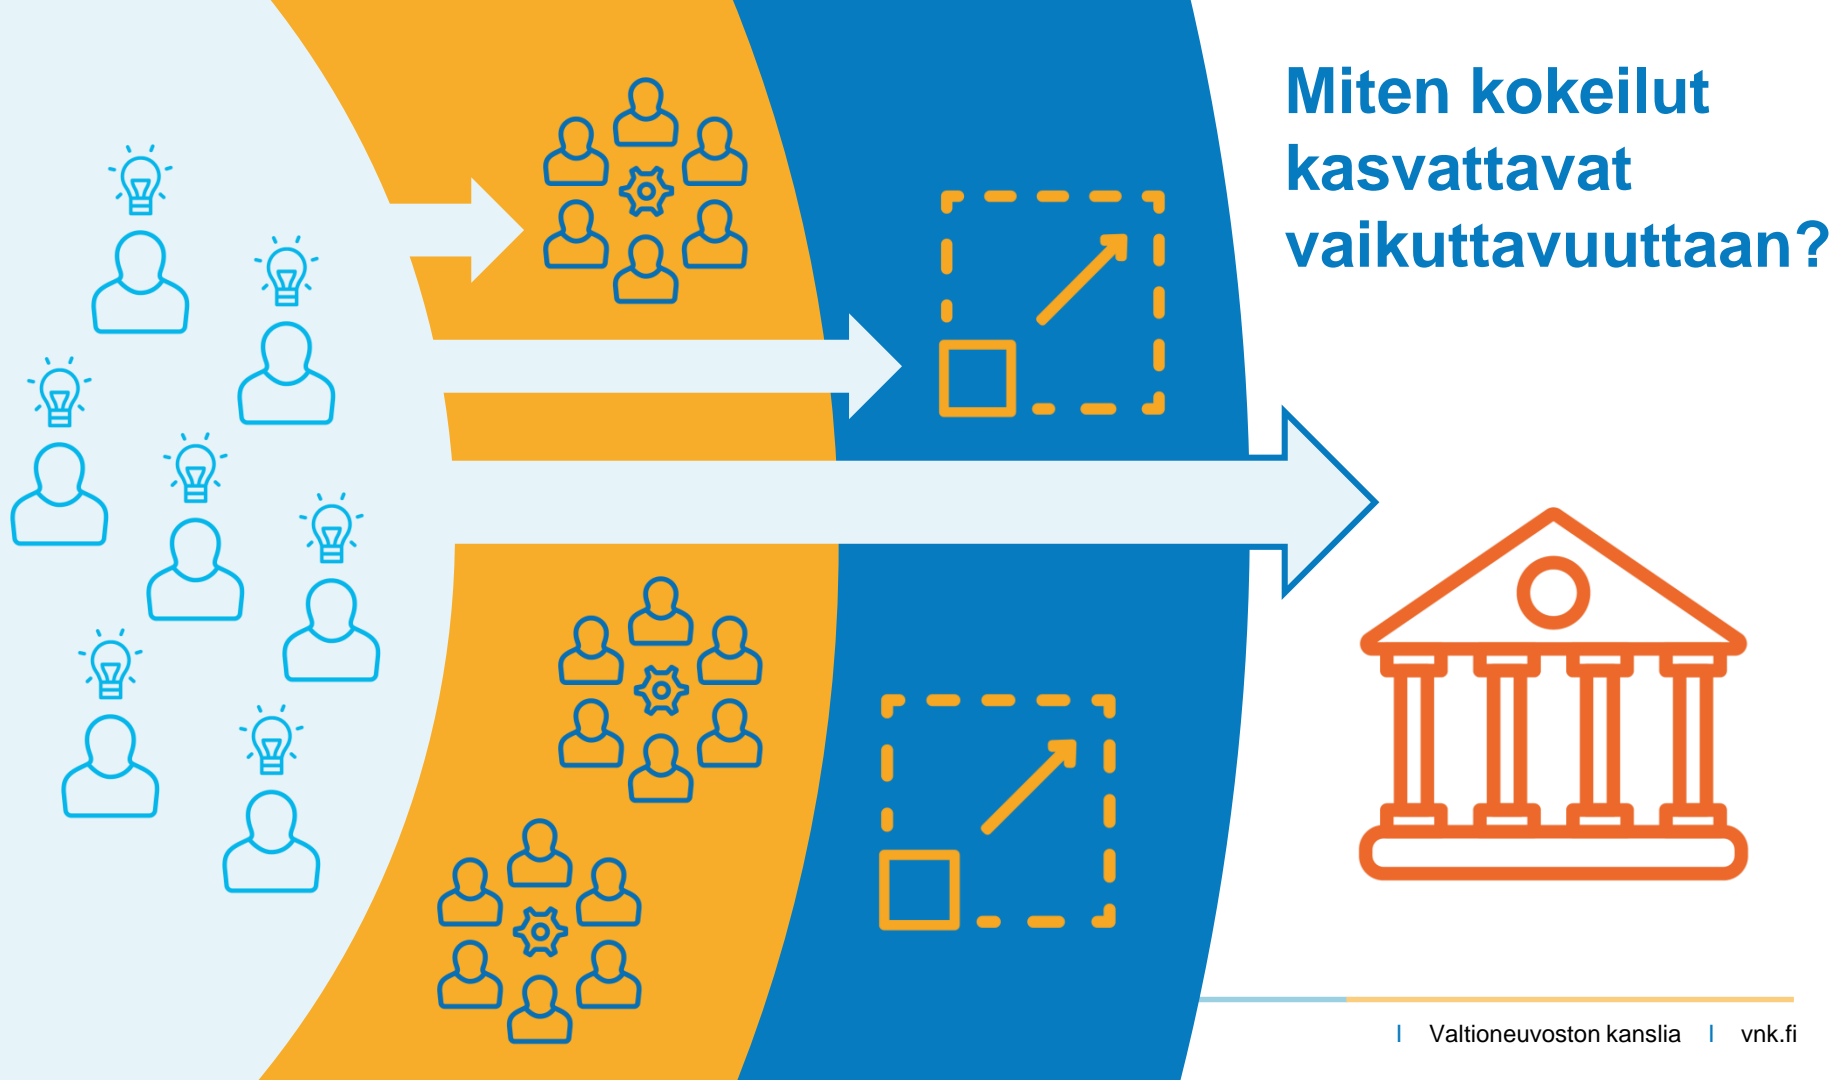 Miten kokeilut
kasvattavat
vaikuttavuuttaan?
| Valtioneuvoston kanslia | vnk.fi